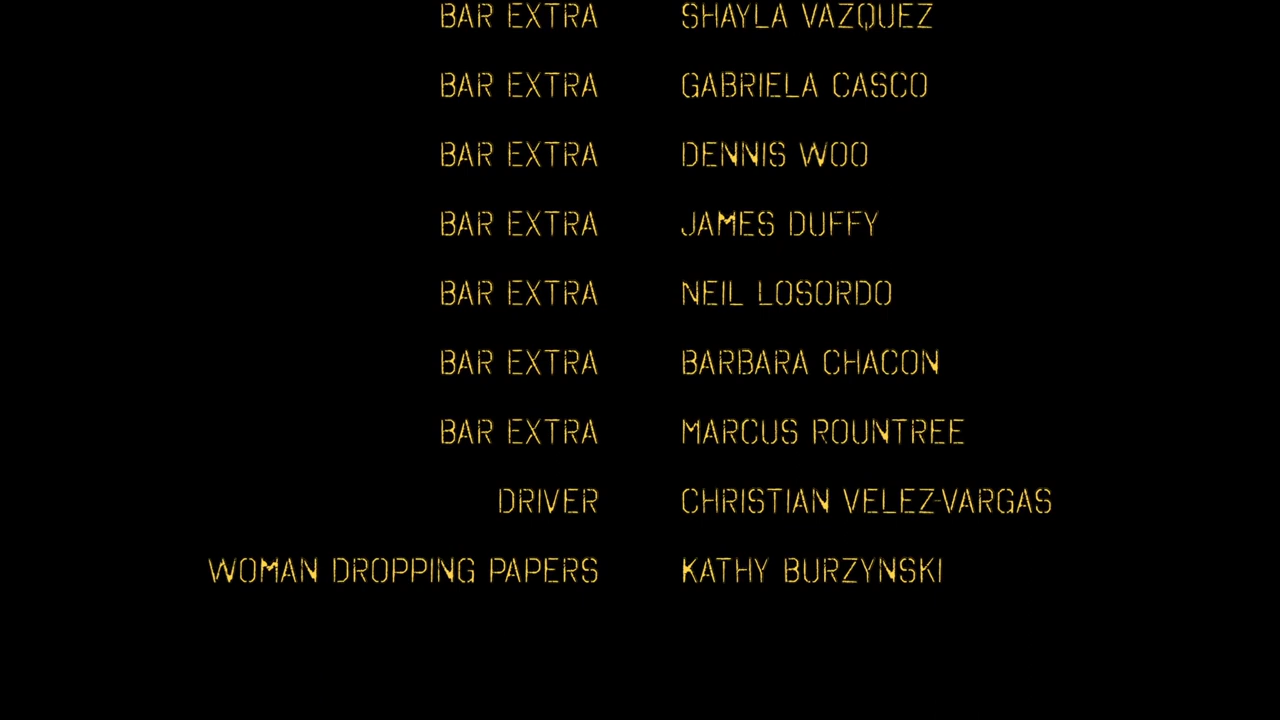 BAR EXTRA SHAYLA VAZQUEZ
BAR EXTRA GABRIELA CASCO
BAR EXTRA DENNIS WOO
BAR EXTRA JAMES DUFFY
BAR EXTRA NEIL LOSORDO
BAR EXTRA BARBARA CHACON
BAR EXTRA MARCUS ROUNTREE
DRIVER CHRISTIAN VELEZ-VARGAS
WOMAN DROPPING PAPERS KATHY BURZYNSKI